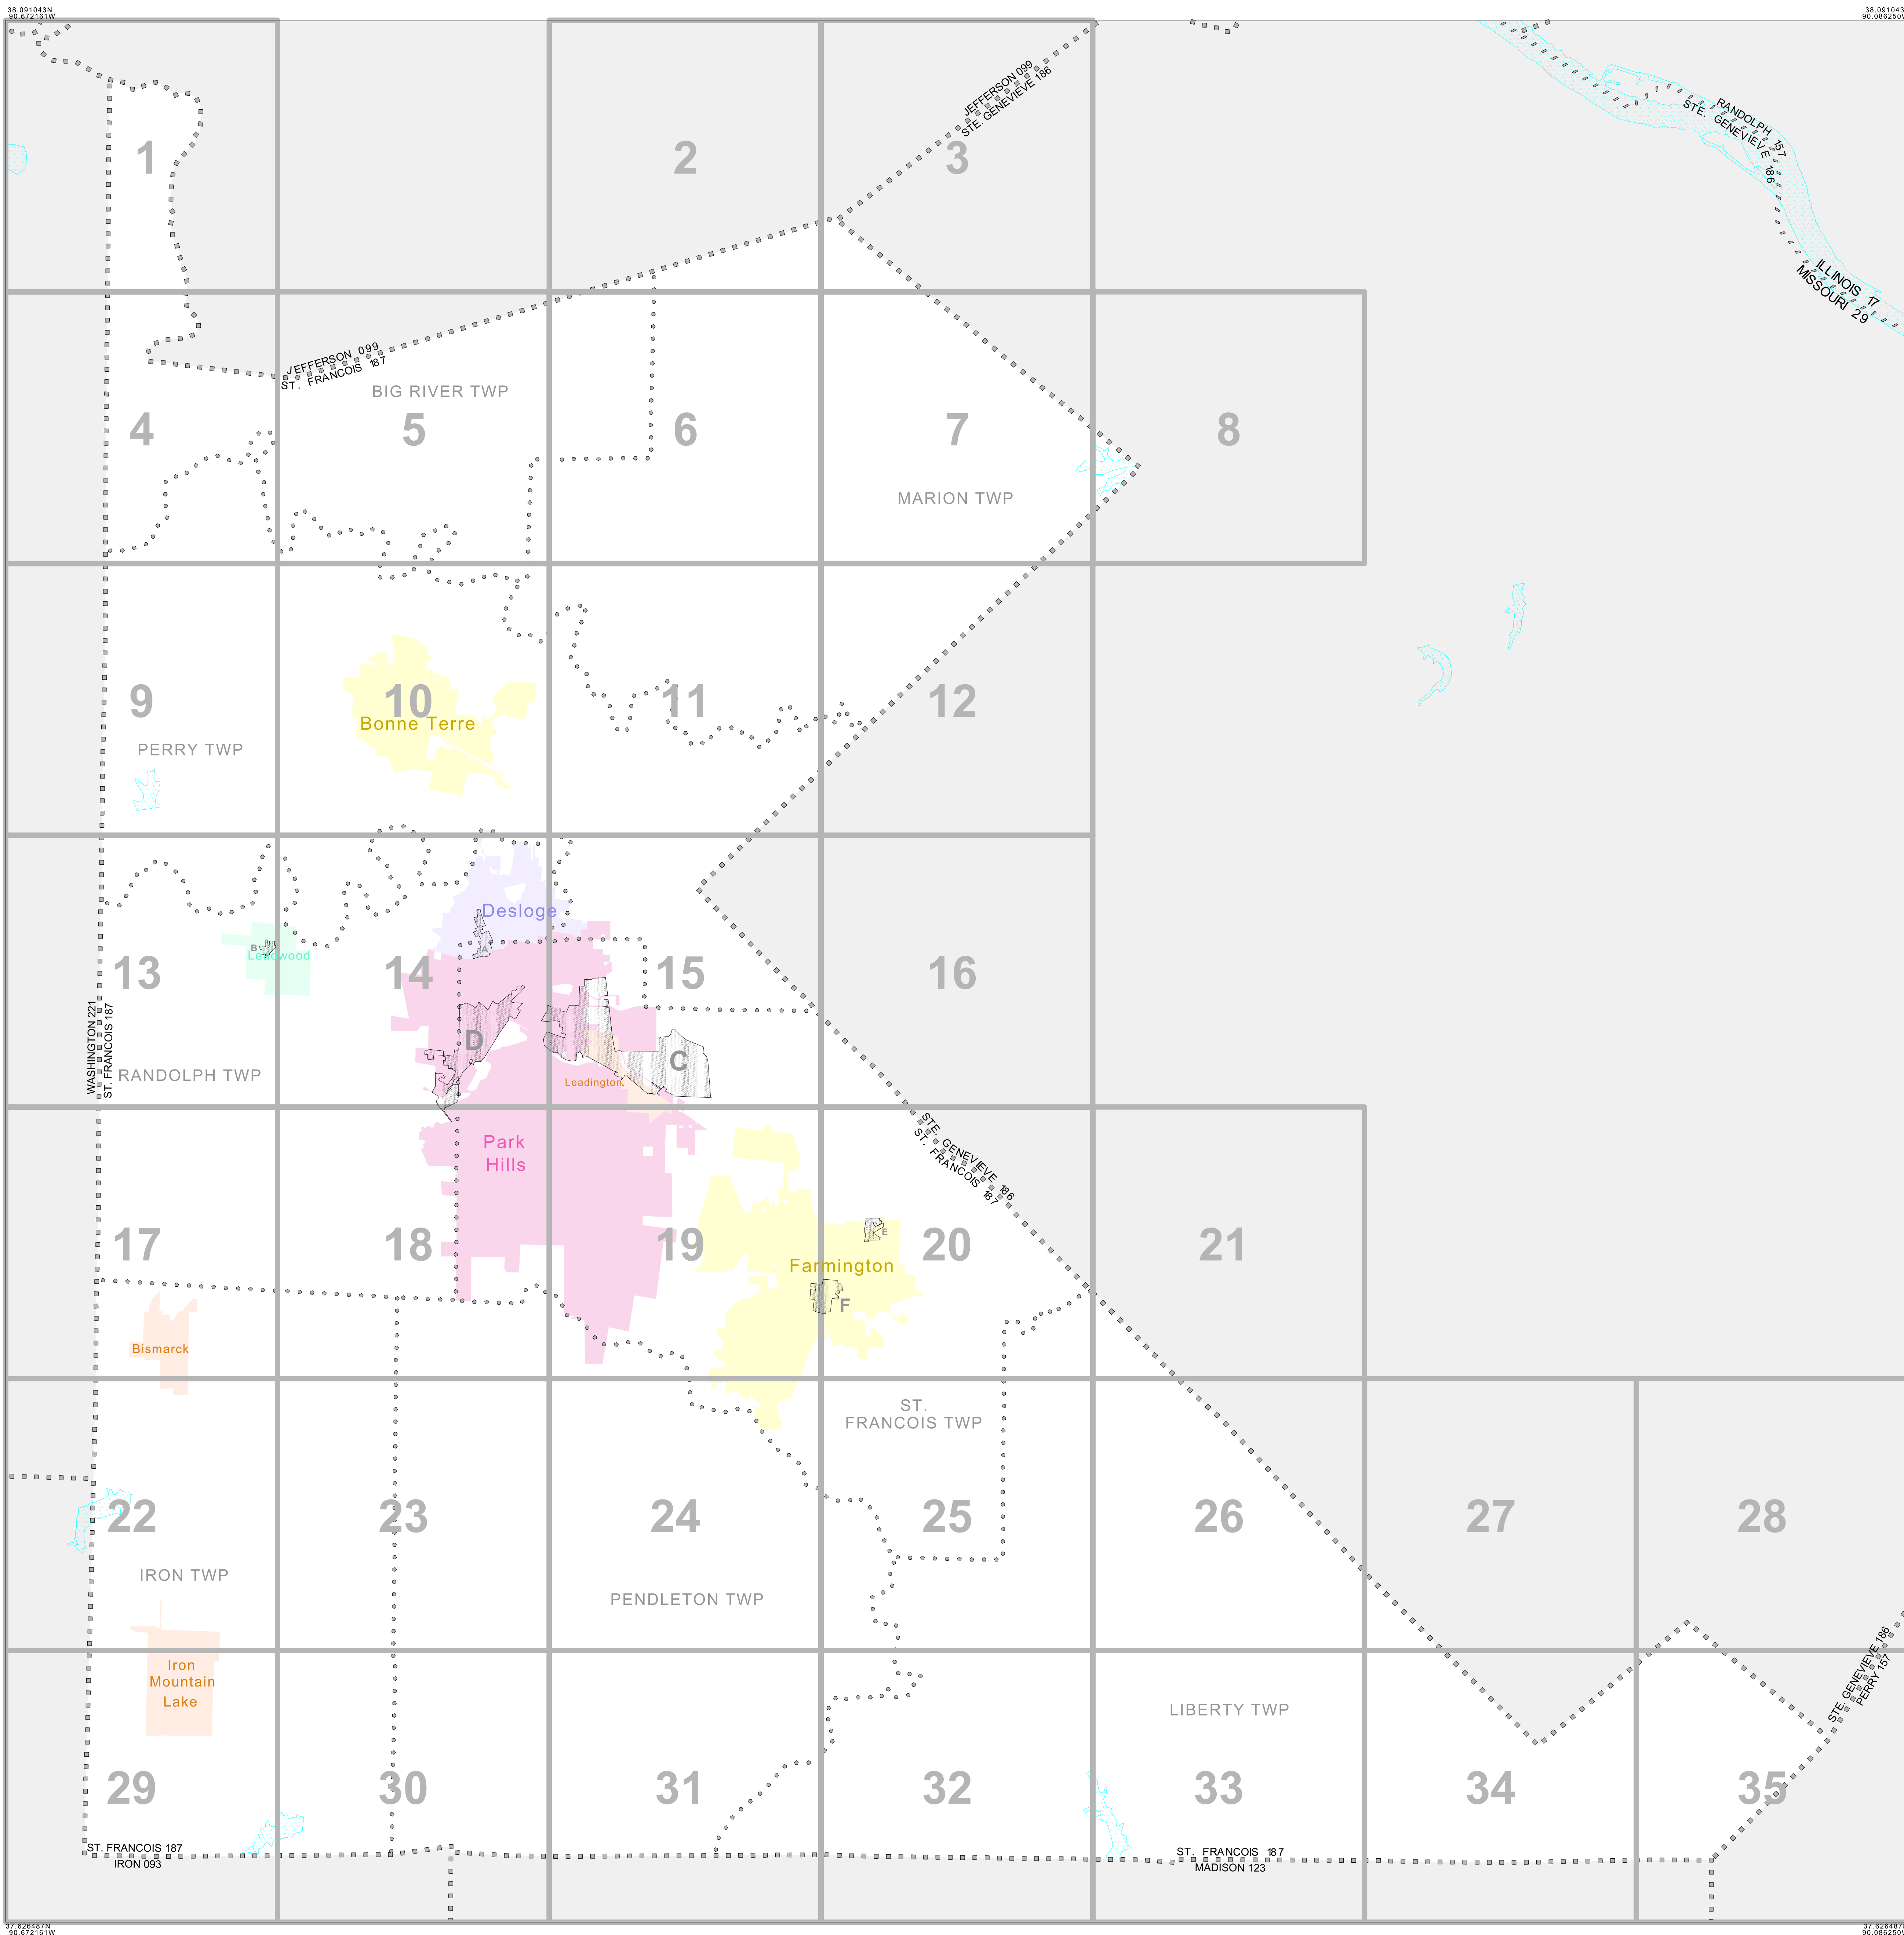 38.091043N
90.672161W
38.091043
90.086250W
JEFFERSON 099
STE. GENEVIEVE 186
RANDOLPH 157
STE. GENEVIEVE 186
1
2
3
ILLINOIS 17
MISSOURI 29
JEFFERSON 099
ST. FRANCOIS 187
BIG RIVER TWP
4
5
6
7
8
MARION TWP
9
10
11
12
Bonne Terre
PERRY TWP
Desloge
A
B
Leadwood
13
14
15
16
D
C
WASHINGTON 221
ST. FRANCOIS 187
RANDOLPH TWP
Leadington
STE. GENEVIEVE 186
ST. FRANCOIS 187
Park
Hills
17
18
19
20
21
E
Farmington
F
Bismarck
ST.
FRANCOIS TWP
22
23
24
25
26
27
28
IRON TWP
PENDLETON TWP
Iron
Mountain
Lake
STE. GENEVIEVE 186
PERRY 157
LIBERTY TWP
29
30
31
32
33
34
35
ST. FRANCOIS 187
IRON 093
ST. FRANCOIS 187
MADISON 123
37.626487N
90.672161W
37.626487
90.086250W